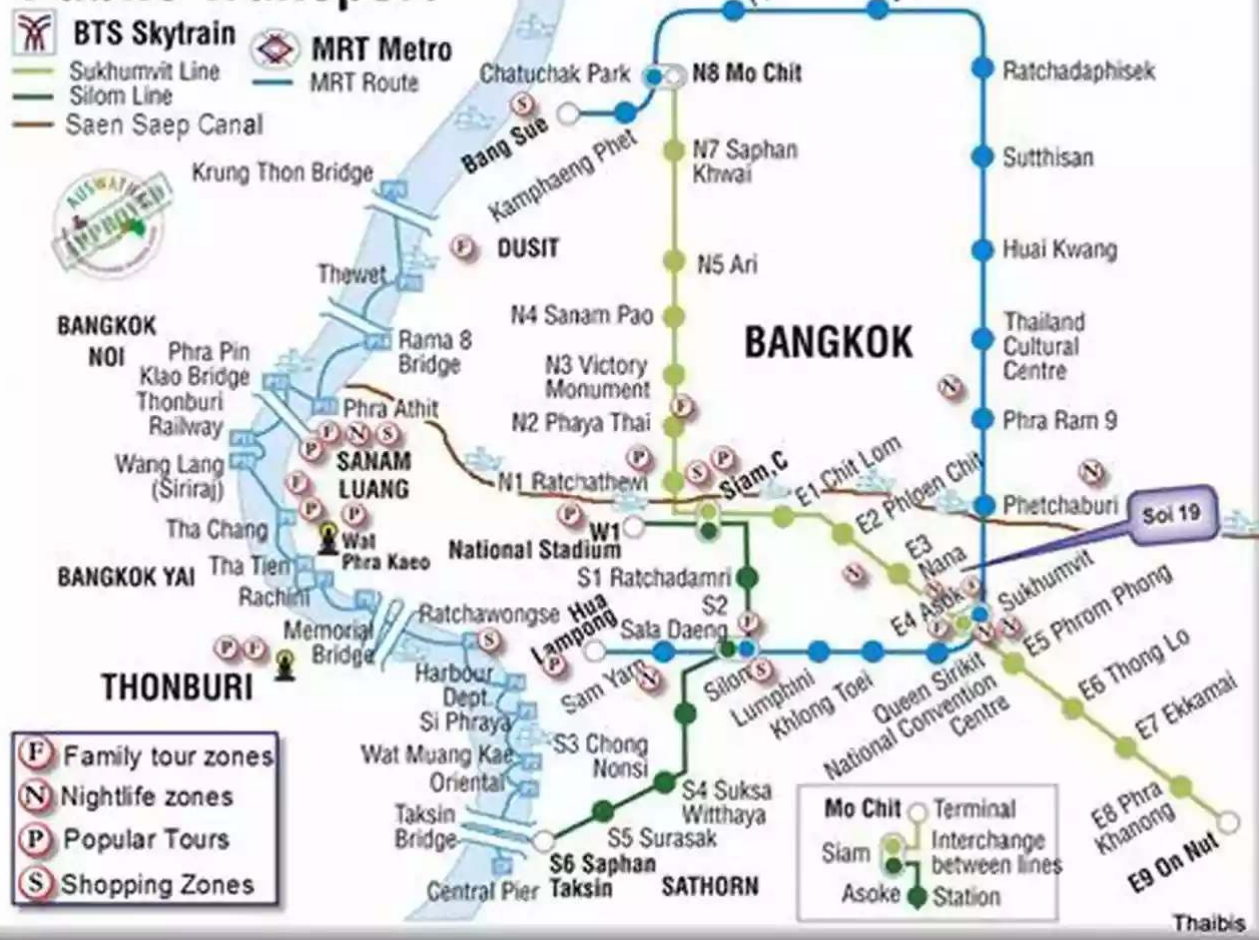 BTS Skytrain
MRT Metro
Sukhumvit Line
MRT Route
Silom Line
Saen Saep Canal
APPROVED
Chatuchak Park
N8 Mo Chit
Ratchadaphisek
Bang Sue
Kamphaeng Phet
N7 Saphan
Khwai
Sutthisan
Krung Thon Bridge
F
DUSIT
N5 Ari
Huai Kwang
Thewet
N4 Sanam Pao
BANGKOK
NOI
BANGKOK
Rama 8
Bridge
Thailand
Cultural
Centre
Phra Pin
Klao Bridge
N3 Victory
Monument
Thonburi
Railway
Phra Athit
N2 Phaya Thai
Phra Ram 9
Wang Lang
(Siriraj)
SANAM
LUANG
N1 Ratchathewi
Siam,C
E1 Chit Lom
E2 Phloen Chit
Phetchaburi
Soi 19
Tha Chang
Wat
Phra Kaeo
W1
National Stadium
E3
Nana
BANGKOK YAI
Tha Tien
S1 Ratchadamri
Sukhumvit
Rachini
Ratchawongse
Hua
Lampong
S2
Sala Daeng
E4 Asok
E5 Phrom Phong
Memorial
Bridge
THONBURI
Harbour
Dept.
Sam Yarn
Silom
Lumphini
Khlong Toei
Queen Sirikit
National Convention
Centre
E6 Thong Lo
Si Phraya
E7 Ekkamai
Wat Muang Kae
S3 Chong
Nonsi
Oriental
S4 Suksa
Witthaya
E8 Phra
Khanong
Taksin
Bridge
S5 Surasak
E9 On Nut
S6 Saphan
Taksin
Central Pier
SATHORN
F Family tour zones
N Nightlife zones
P Popular Tours
S Shopping Zones
Mo Chit
Terminal
Siam
Interchange
between lines
Asoke
Station
Thaibis